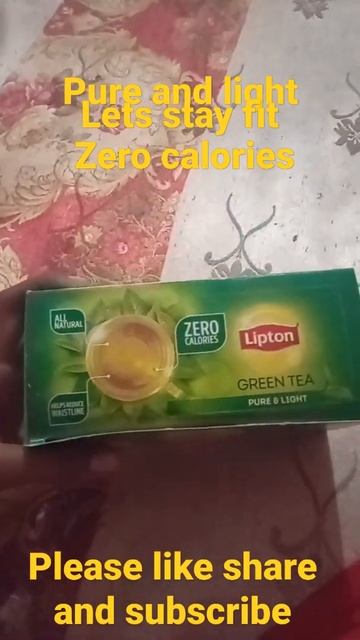 Pure and light
Lets stay fit
Zero calories
ALL
NATURAL
ZERO
CALORIES
Lipton
GREEN TEA
HELPS REDUCE
WAISTLINE
PURE & LIGHT
Please like share
and subscribe